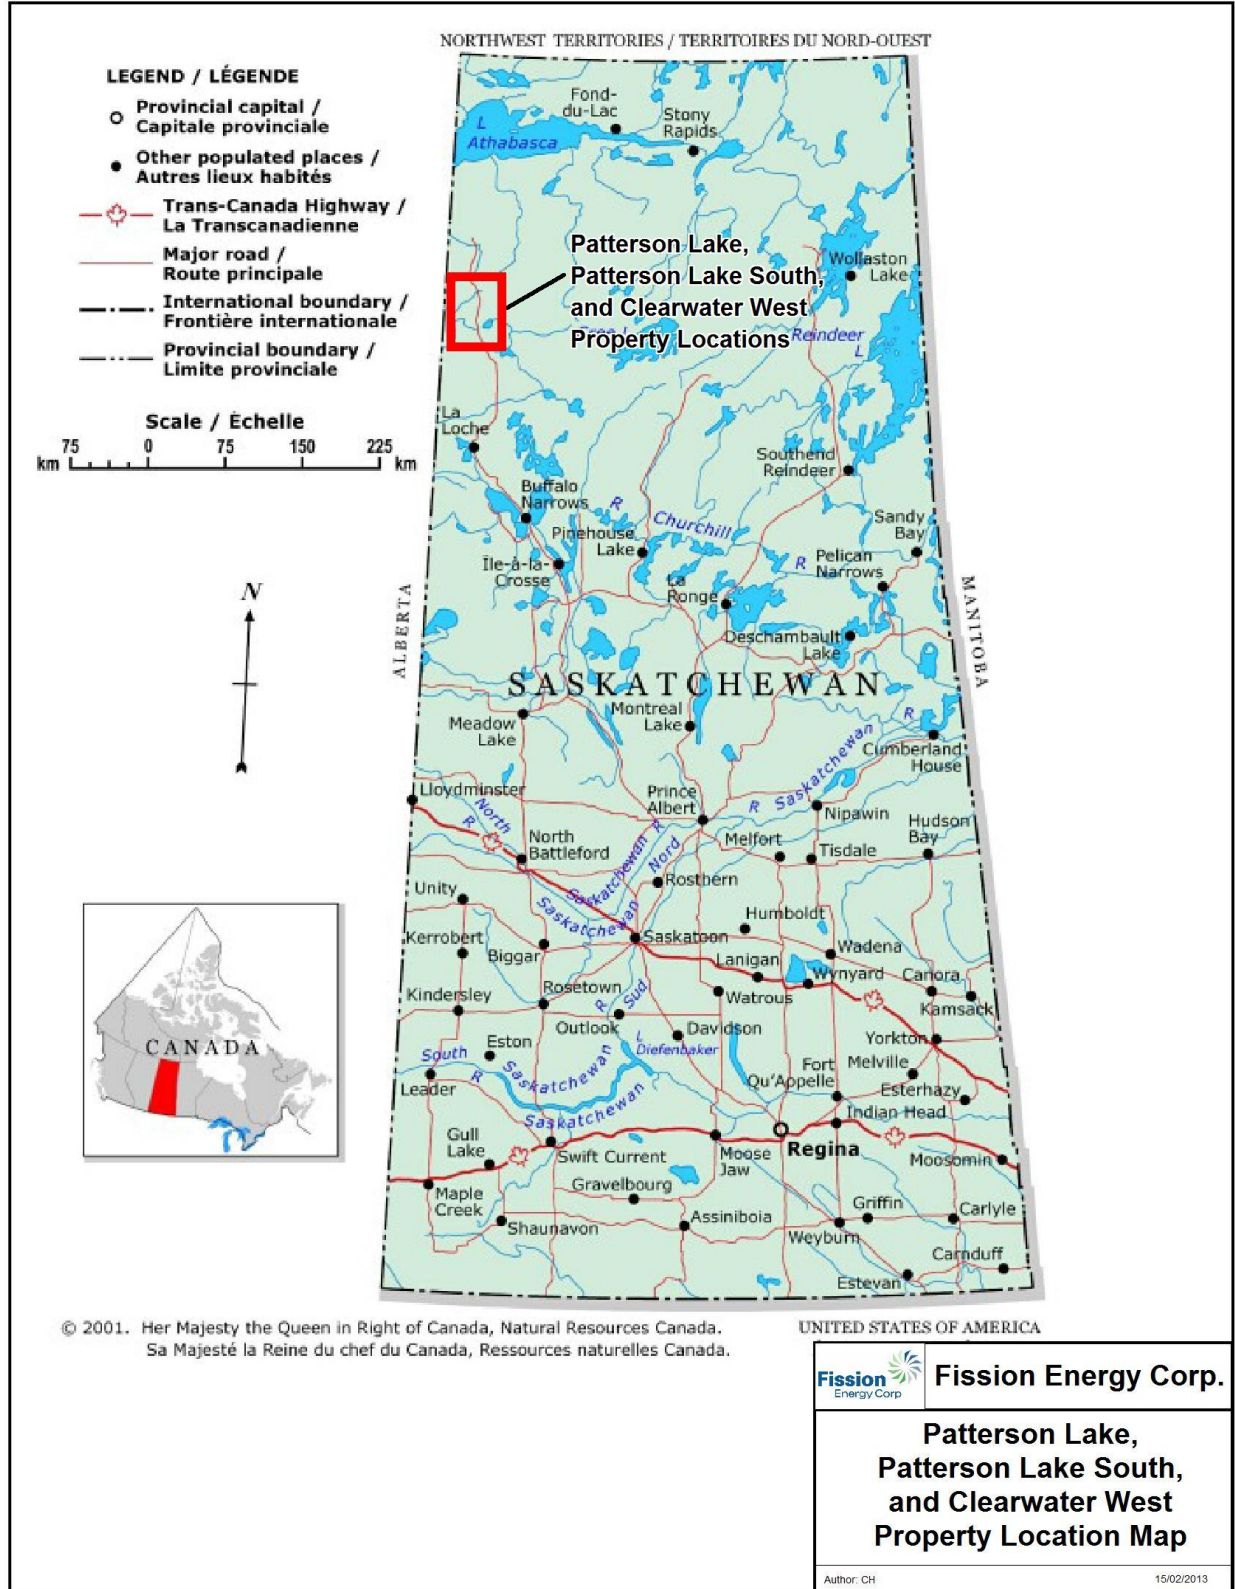 NORTHWEST TERRITORIES / TERRITOIRES DU NORD-OUEST
LEGEND / LÉGENDE
Provincial capital /
Capitale provinciale
Other populated places /
Autres lieux habités
Trans-Canada Highway /
La Transcanadienne
Major road /
Route principale
International boundary /
Frontière internationale
Provincial boundary /
Limite provinciale
Scale / Échelle
75 0 75 150 225
km km
N
ALBERTA
MANITOBA
Fond-
du-Lac
Stony
Rapids
L
Athabasca
Patterson Lake,
Patterson Lake South,
and Clearwater West
Property Locations
Wollaston
Lake
Reindeer
L
La
Loche
Southend
Reindeer
Buffalo
Narrows
R
Churchill
R
Sandy
Bay
Pinehouse
Lake
Pelican
Narrows
Île-à-la-
Crosse
La
Ronge
Deschambault
Lake
SASKATCHEWAN
Montreal
Lake
Meadow
Lake
R
Saskatchewan
R
Cumberland
House
Lloydminster
Prince
Albert
Nipawin
North
R
North
Battleford
Saskatchewan
R
Nord
Saskatchewan
Melfort
Tisdale
Hudson
Bay
Rosthern
Unity
Humboldt
Kerrobert
Biggar
Saskatoon
Wadena
Lanigan
Wynyard
Canora
Kindersley
Rosetown
R
Sud
Watrous
Kamsack
Outlook
Davidson
L
Diefenbaker
Yorkton
Eston
South
R
Saskatchewan
Saskatchewan
Fort
Qu'Appelle
Melville
Esterhazy
Leader
Indian Head
Gull
Lake
Swift Current
Moose
Jaw
Regina
Moosomin
Maple
Creek
Gravelbourg
Shaunavon
Assiniboia
Griffin
Weyburn
Carlyle
Carnduff
Estevan
CANADA
© 2001. Her Majesty the Queen in Right of Canada, Natural Resources Canada.
Sa Majesté la Reine du chef du Canada, Ressources naturelles Canada.
UNITED STATES OF AMERICA
Fission
Energy Corp
Fission Energy Corp.
Patterson Lake,
Patterson Lake South,
and Clearwater West
Property Location Map
Author: CH
15/02/2013